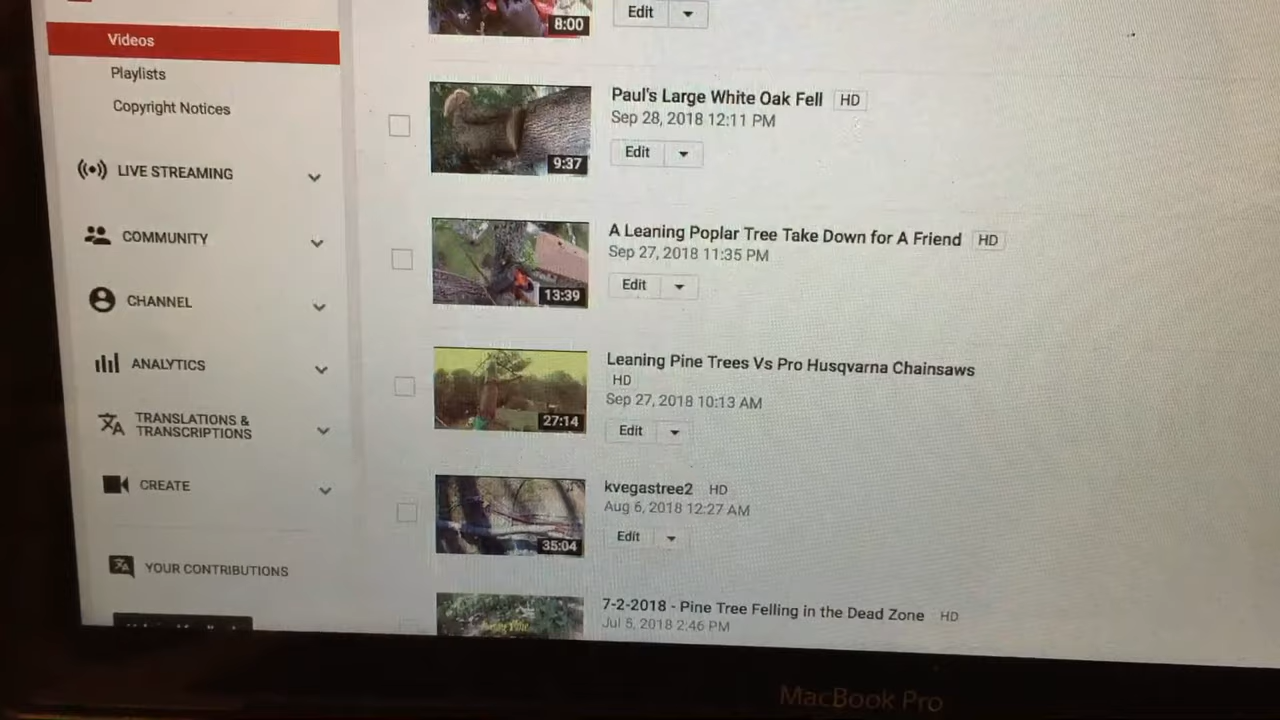 Videos
Playlists
Copyright Notices
LIVE STREAMING
COMMUNITY
CHANNEL
ANALYTICS
TRANSLATIONS &
TRANSCRIPTIONS
CREATE
YOUR CONTRIBUTIONS
8:00
Edit
Paul's Large White Oak Fell HD
Sep 28, 2018 12:11 PM
9:37
Edit
A Leaning Poplar Tree Take Down for A Friend HD
Sep 27, 2018 11:35 PM
13:39
Edit
Leaning Pine Trees Vs Pro Husqvarna Chainsaws
HD
Sep 27, 2018 10:13 AM
27:14
Edit
kvegastree2 HD
Aug 6, 2018 12:27 AM
35:04
Edit
7-2-2018 - Pine Tree Felling in the Dead Zone HD
Jul 5, 2018 2:46 PM
MacBook Pro